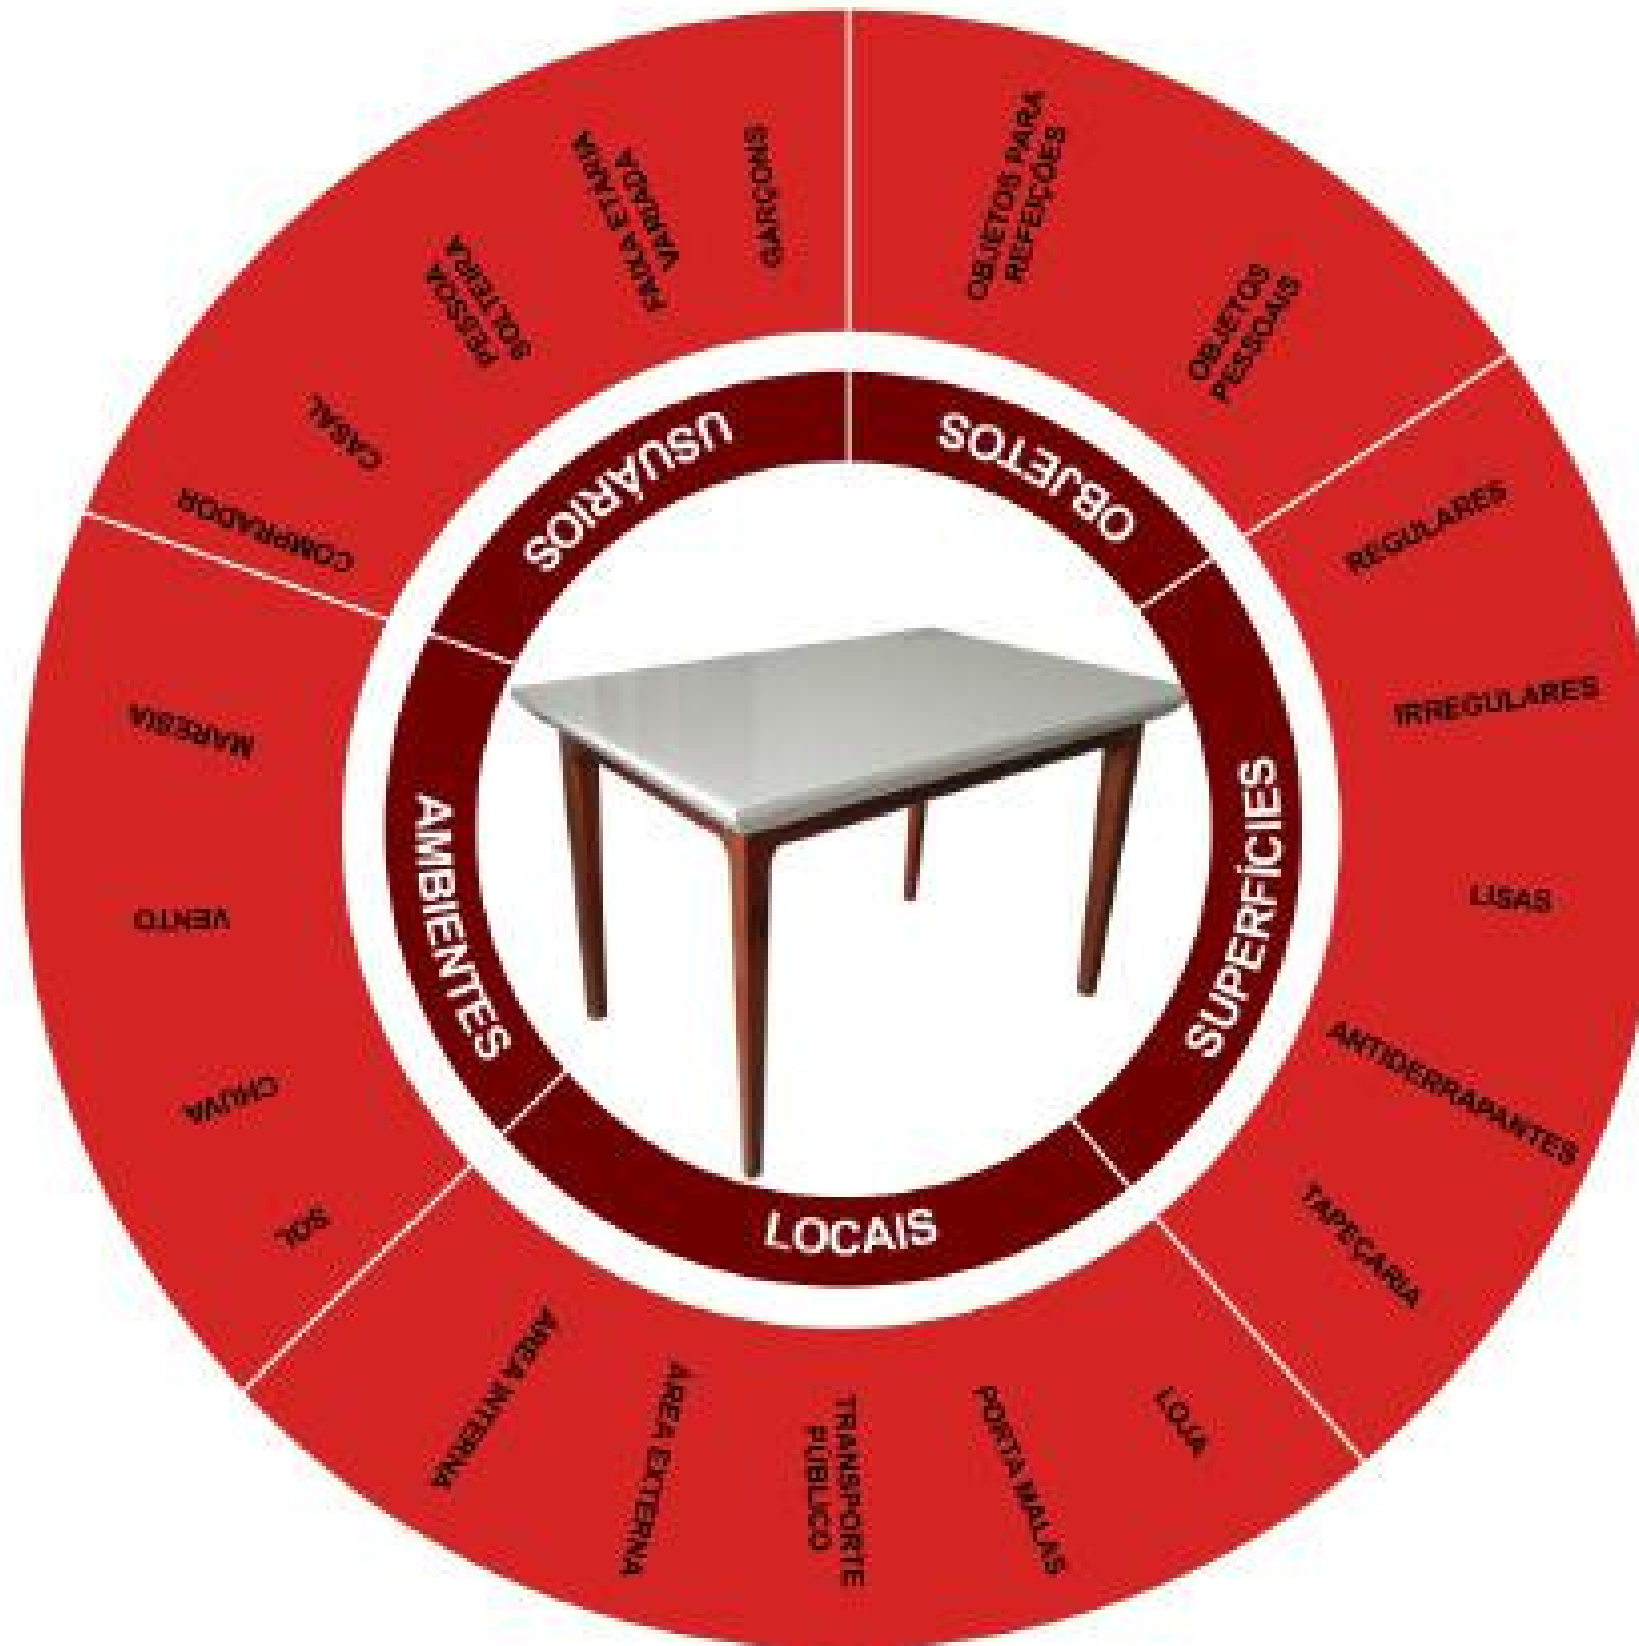 OBJETOS
OBJETOS PARA
REFEIÇÕES
OBJETOS
PESSOAIS
SUPERFÍCIES
REGULARES
IRREGULARES
LISAS
ANTIDERRAPANTES
TAPEÇARIA
LOCAIS
LOJA
PORTA MALAS
TRANSPORTE
PÚBLICO
ÁREA EXTERNA
ÁREA INTERNA
AMBIENTES
SOL
CHUVA
VENTO
MARESIA
USUÁRIOS
COMPRADOR
CASAL
PESSOA
SOLTEIRA
FAIXA ETÁRIA
VARIADA
GARÇONS